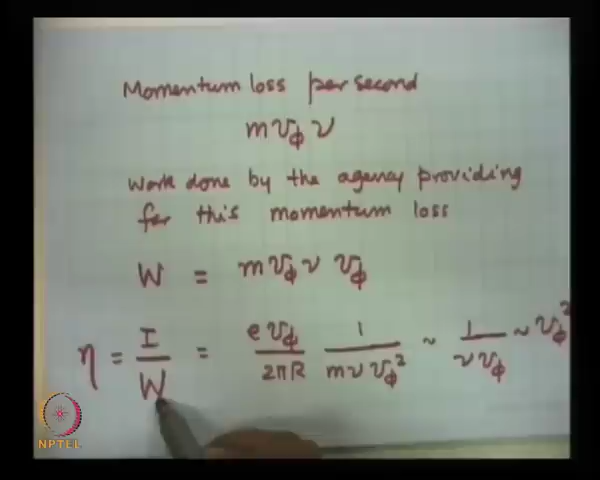 Momentum loss per second
m v_ϕ ν
Work done by the agency providing
for this momentum loss
W = m v_ϕ ν v_ϕ
η = I/W = e v_ϕ/2πR 1/m ν v_ϕ² ~ 1/ν v_ϕ ~ v_ϕ²
NPTEL